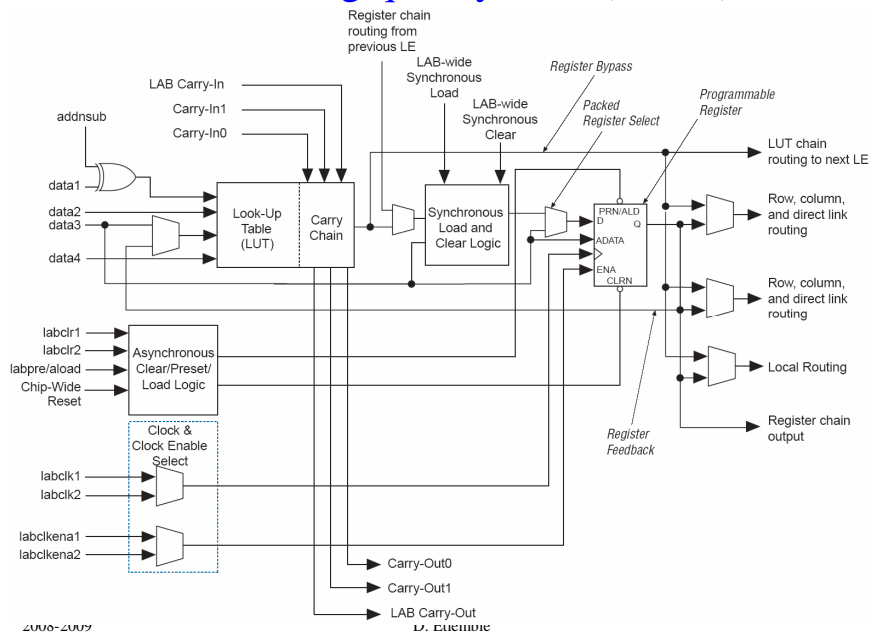 Register chain
routing from
previous LE
LAB-wide
Synchronous
Load
LAB-wide
Synchronous
Clear
Register Bypass
Packed
Register Select
Programmable
Register
LAB Carry-In
Carry-In1
Carry-In0
addnsub
data1
data2
data3
data4
Look-Up
Table
(LUT)
Carry
Chain
Synchronous
Load and
Clear Logic
PRN/ALD
D
Q
ADATA
ENA
CLRN
LUT chain
routing to next LE
Row, column,
and direct link
routing
Row, column,
and direct link
routing
Local Routing
Register chain
output
Register
Feedback
labclr1
labclr2
labpre/aload
Chip-Wide
Reset
Asynchronous
Clear/Preset/
Load Logic
Clock &
Clock Enable
Select
labclk1
labclk2
labclkena1
labclkena2
Carry-Out0
Carry-Out1
LAB Carry-Out
2008-2009
D. Etiemble